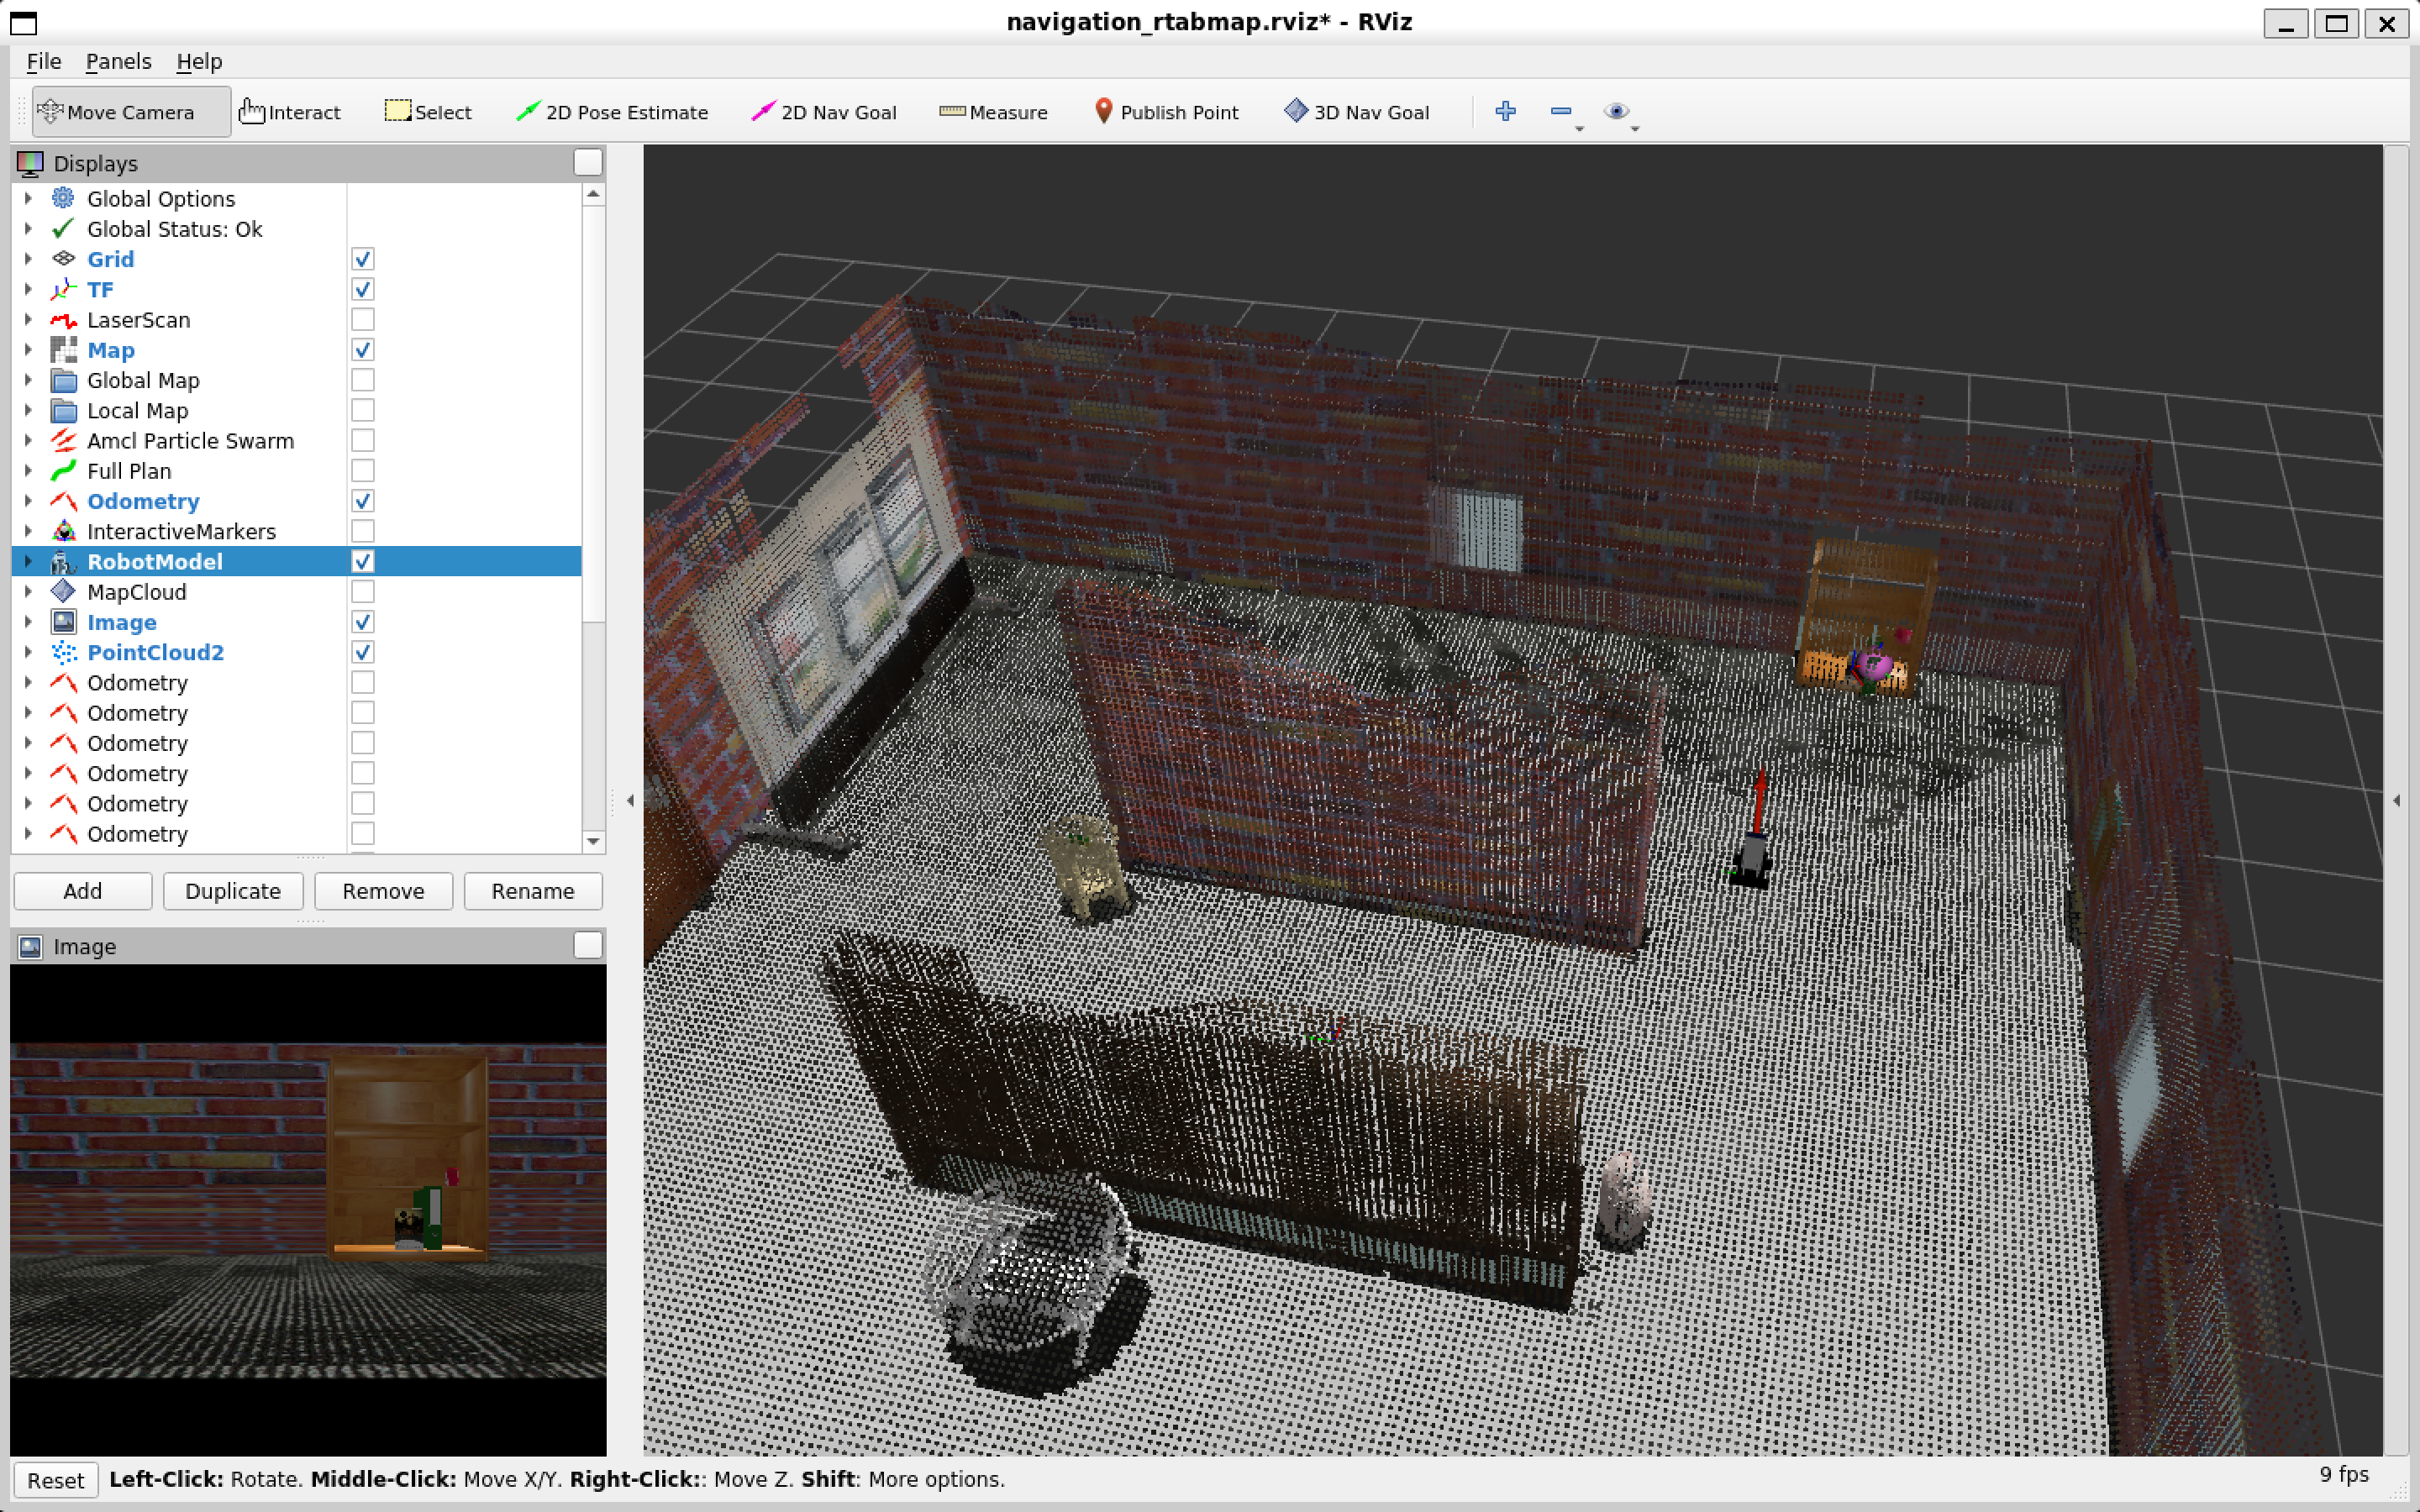 navigation_rtabmap.rviz* - RViz
File Panels Help
Move Camera Interact Select 2D Pose Estimate 2D Nav Goal Measure Publish Point 3D Nav Goal
Displays
Global Options
Global Status: Ok
Grid
TF
LaserScan
Map
Global Map
Local Map
Amcl Particle Swarm
Full Plan
Odometry
InteractiveMarkers
RobotModel
MapCloud
Image
PointCloud2
Odometry
Odometry
Odometry
Odometry
Odometry
Odometry
Add Duplicate Remove Rename
Image
Reset Left-Click: Rotate. Middle-Click: Move X/Y. Right-Click:: Move Z. Shift: More options. 9 fps